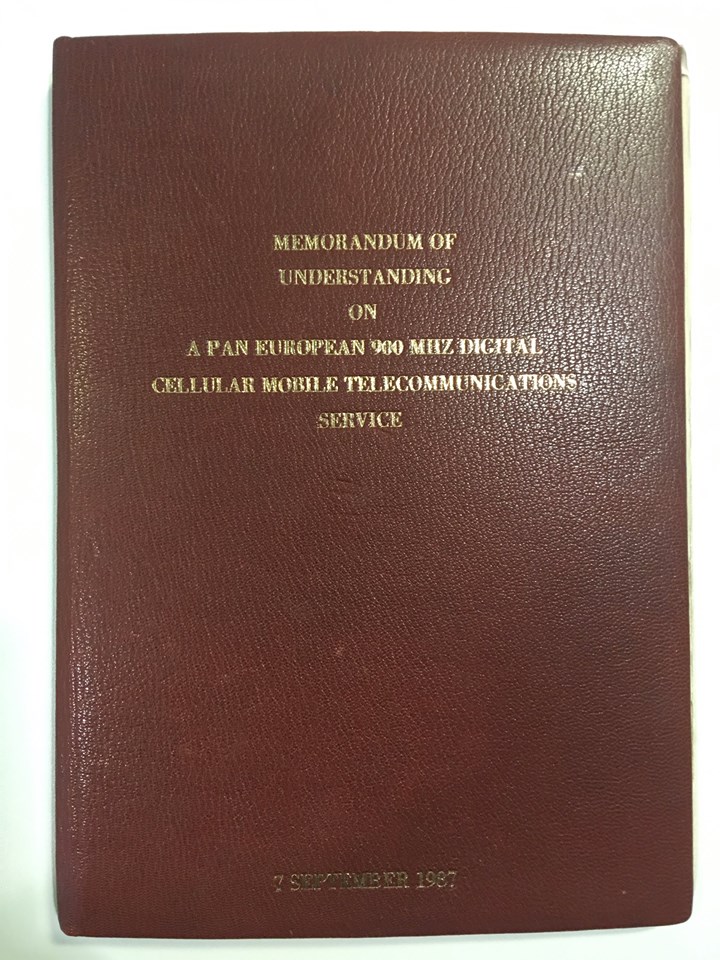 MEMORANDUM OF
UNDERSTANDING
ON
A PAN EUROPEAN 900 MHZ DIGITAL
CELLULAR MOBILE TELECOMMUNICATIONS
SERVICE
7 SEPTEMBER 1987